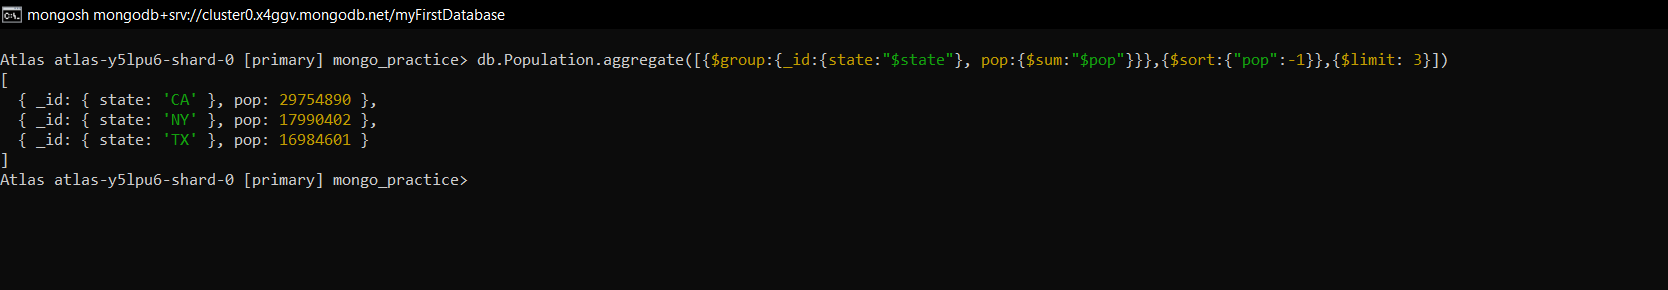 mongosh mongodb+srv://cluster0.x4ggv.mongodb.net/myFirstDatabase
Atlas atlas-y5lpu6-shard-0 [primary] mongo_practice> db.Population.aggregate([{$group:{_id:{state:"$state"}, pop:{$sum:"$pop"}}},{$sort:{"pop":-1}},{$limit: 3}])
[
  { _id: { state: 'CA' }, pop: 29754890 },
  { _id: { state: 'NY' }, pop: 17990402 },
  { _id: { state: 'TX' }, pop: 16984601 }
]
Atlas atlas-y5lpu6-shard-0 [primary] mongo_practice>